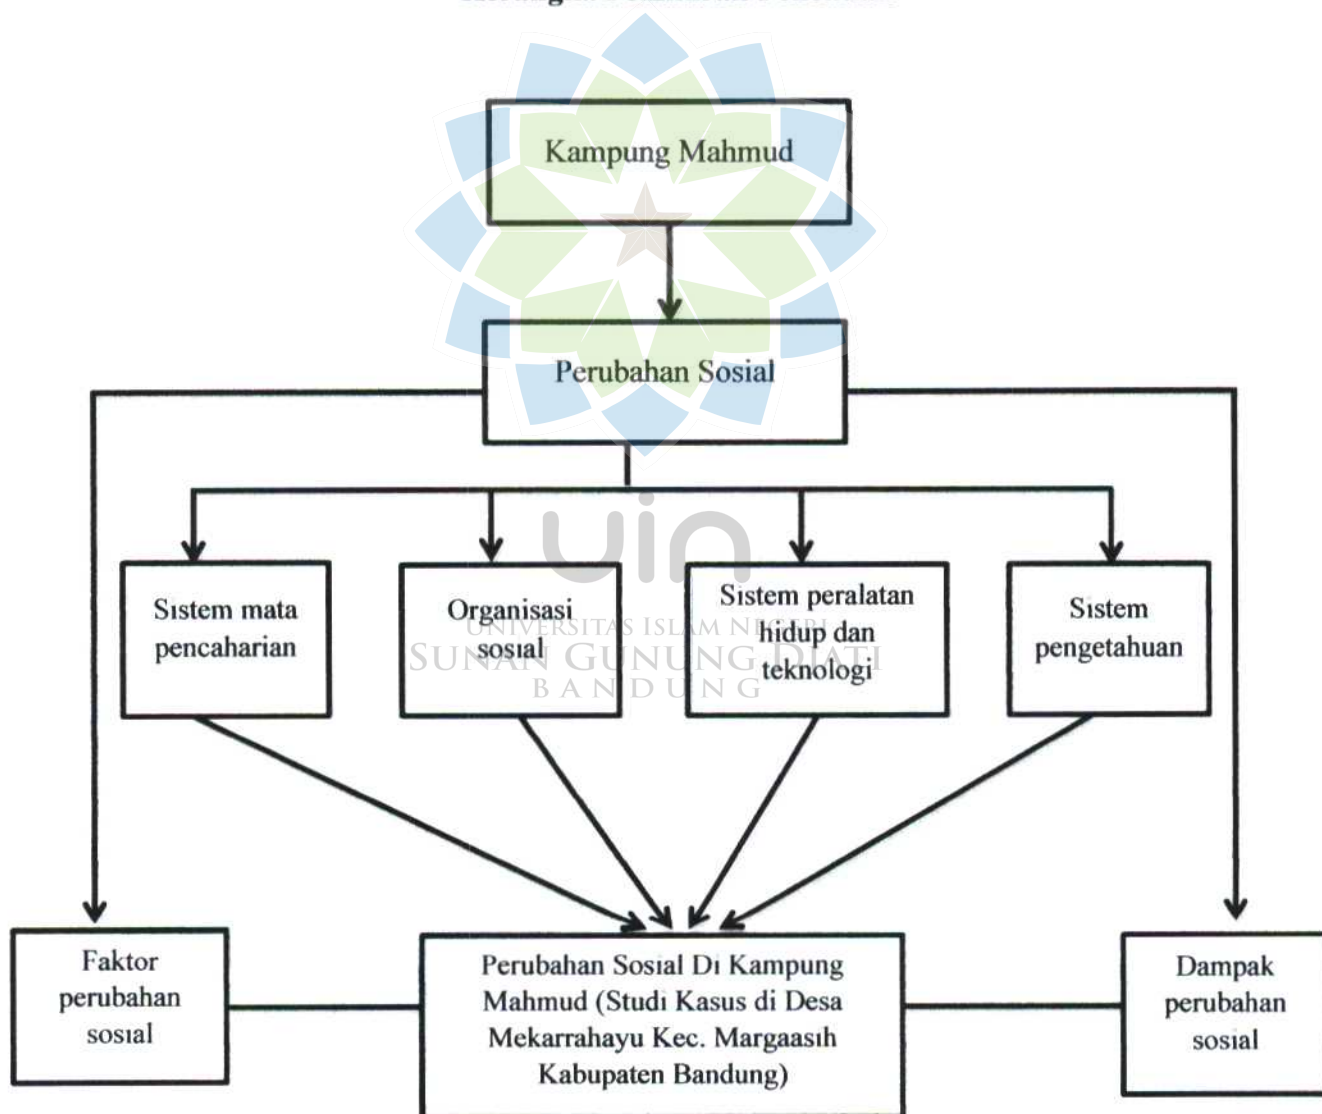 Kampung Mahmud
Perubahan Sosial
Sistem mata
pencaharian
Organisasi
sosial
Sistem peralatan
hidup dan
teknologi
Sistem
pengetahuan
uin
UNIVERSITAS ISLAM NEGERI
SUNAN GUNUNG DJATI
BANDUNG
Faktor
perubahan
sosial
Perubahan Sosial Di Kampung
Mahmud (Studi Kasus di Desa
Mekarrahayu Kec. Margaasih
Kabupaten Bandung)
Dampak
perubahan
sosial